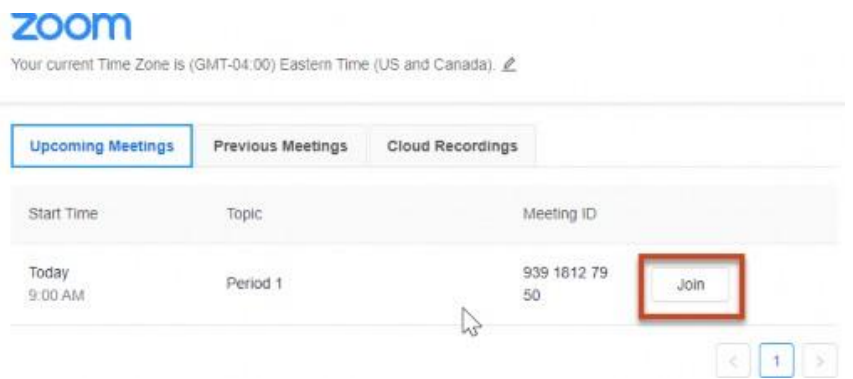 zoom
Your current Time Zone is (GMT-04:00) Eastern Time (US and Canada).
Upcoming Meetings Previous Meetings Cloud Recordings
Start Time Topic Meeting ID
Today
9:00 AM
Period 1
939 1812 79
50
Join
< 1 >